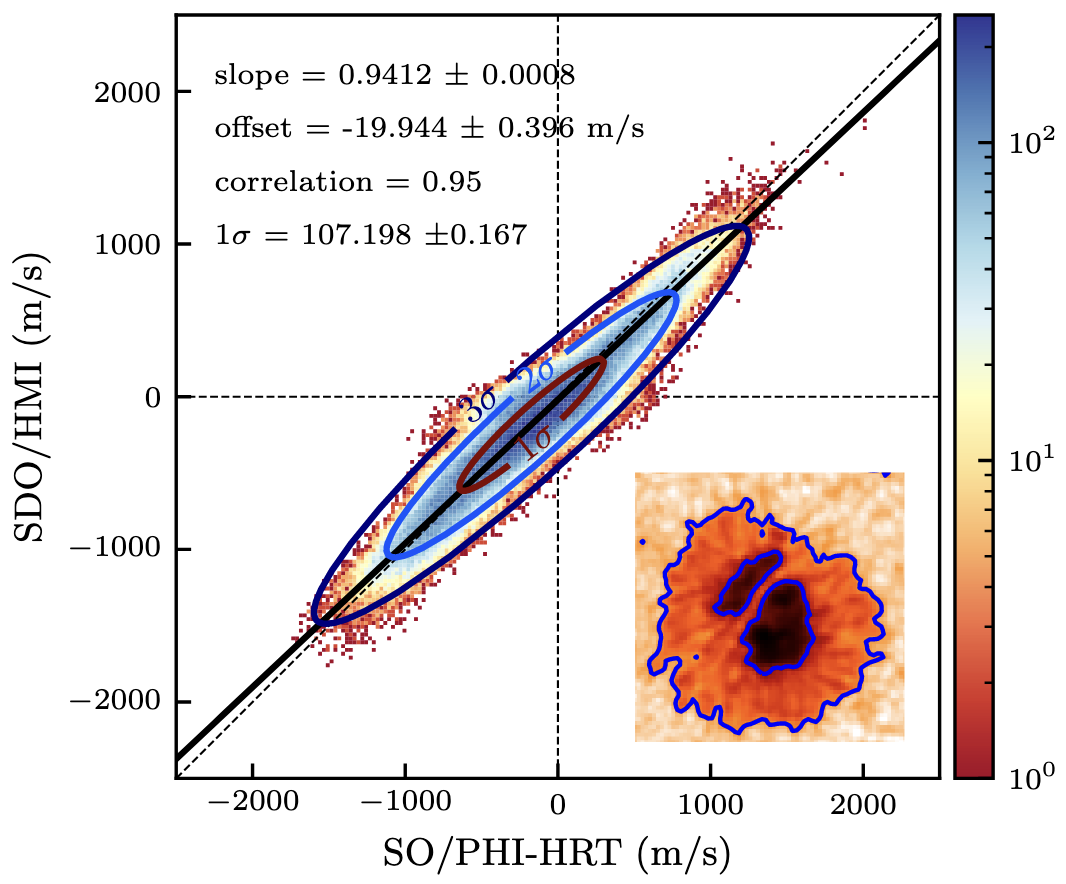 slope = 0.9412 ± 0.0008
offset = -19.944 ± 0.396 m/s
correlation = 0.95
1σ = 107.198 ±0.167
2000
1000
0
−1000
−2000
SDO/HMI (m/s)
3σ
2σ
1σ
−2000
−1000
0
1000
2000
SO/PHI-HRT (m/s)
10²
10¹
10⁰